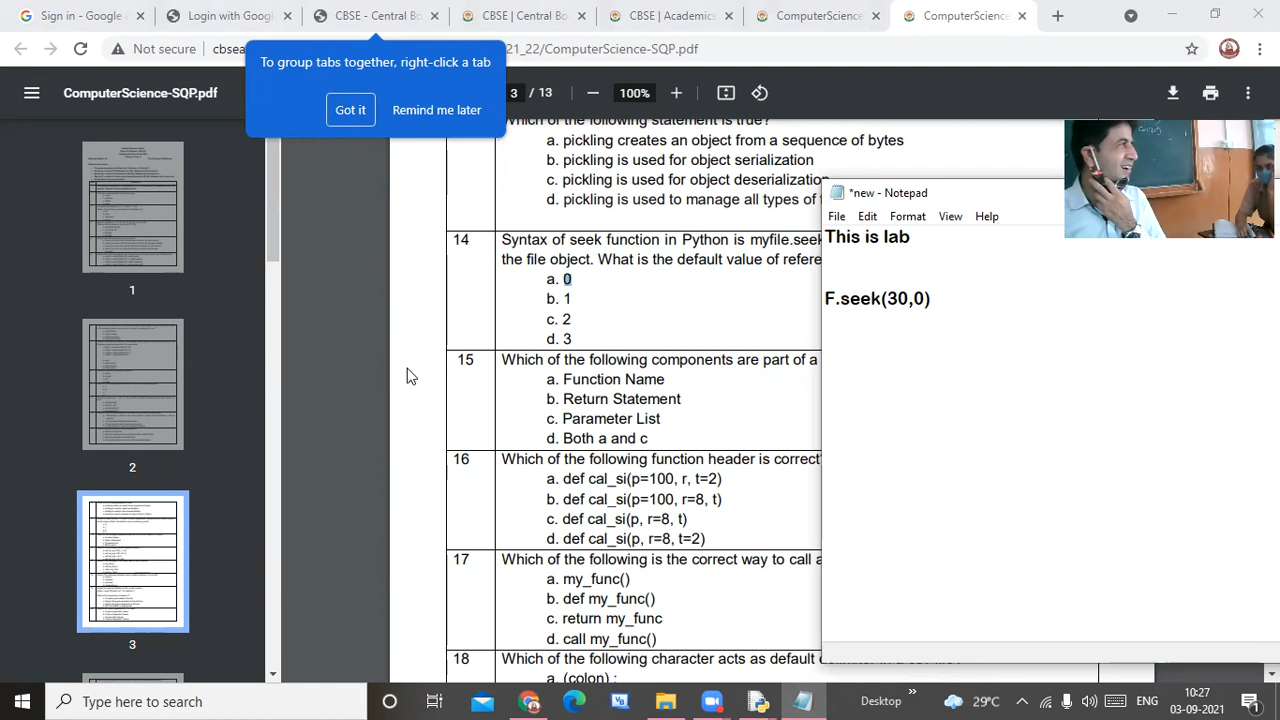 Sign in - Google
Login with Goog
CBSE - Central Bo
CBSE | Central Bo
CBSE | Academics
ComputerScience
ComputerScience
Not secure
cbsea
21_22/ComputerScience-SQP.pdf
To group tabs together, right-click a tab
Got it
Remind me later
ComputerScience-SQP.pdf
3 / 13
100%
Which of the following statement is true?
a. pickling creates an object from a sequence of bytes
b. pickling is used for object serialization
c. pickling is used for object deserialization
d. pickling is used to manage all types of
14 Syntax of seek function in Python is myfile.seek
the file object. What is the default value of refere
a. 0
b. 1
c. 2
d. 3
15 Which of the following components are part of a
a. Function Name
b. Return Statement
c. Parameter List
d. Both a and c
16 Which of the following function header is correct?
a. def cal_si(p=100, r, t=2)
b. def cal_si(p=100, r=8, t)
c. def cal_si(p, r=8, t)
d. def cal_si(p, r=8, t=2)
17 Which of the following is the correct way to call a
a. my_func()
b. def my_func()
c. return my_func
d. call my_func()
18 Which of the following character acts as default delimiter in a csv file?
a. (colon) :
1
2
3
*new - Notepad
File Edit Format View Help
This is lab
F.seek(30,0)
Type here to search
Desktop
29°C
ENG
10:27
03-09-2021
1